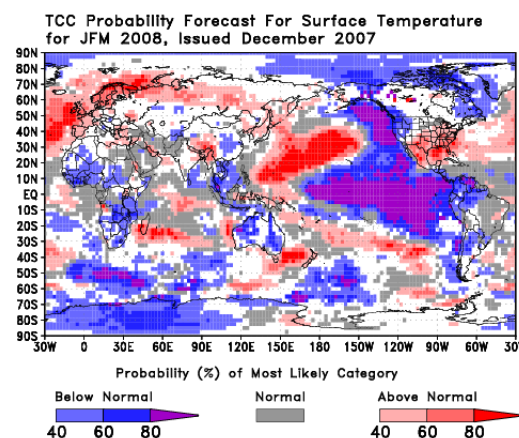 TCC Probability Forecast For Surface Temperature
for JFM 2008, Issued December 2007
90N
80N
70N
60N
50N
40N
30N
20N
10N
EQ
10S
20S
30S
40S
50S
60S
70S
80S
90S
30W 0 30E 60E 90E 120E 150E 180 150W 120W 90W 60W 30W
Probability (%) of Most Likely Category
Below Normal Normal Above Normal
40 60 80 40 60 80